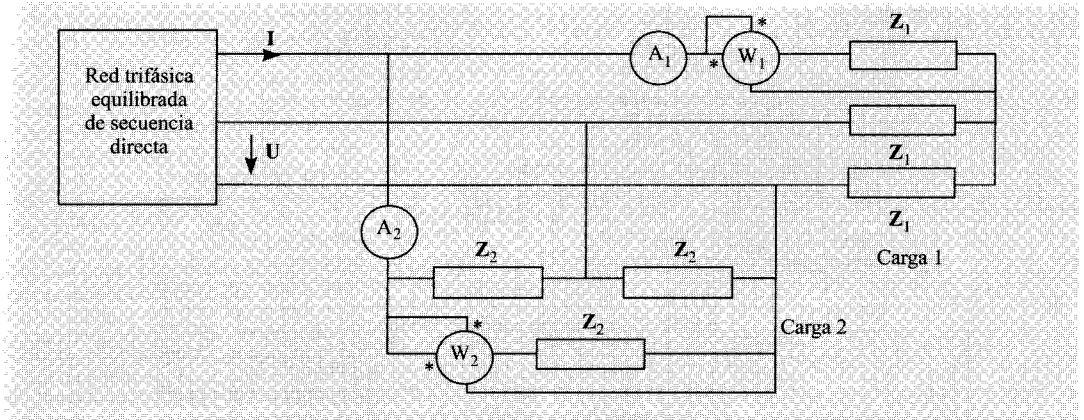 Red trifásica
equilibrada
de secuencia
directa
I
U
A1
*
*
W1
Z1
Z1
Z1
Carga 1
A2
Z2
Z2
Carga 2
*
*
W2
Z2